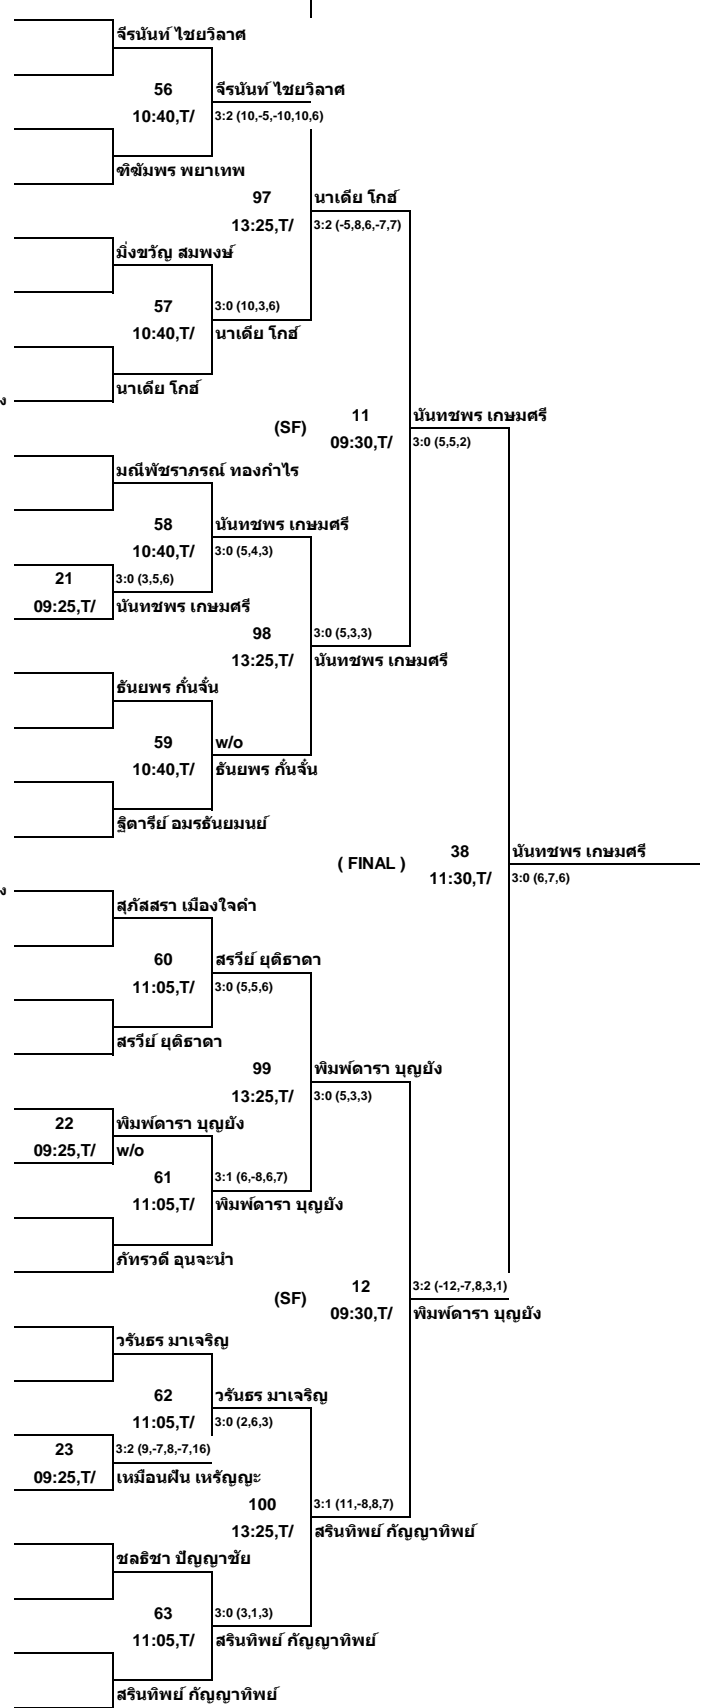 จีรนันท์ ไชยวิลาศ
56
จีรนันท์ ไชยวิลาศ
10:40,T/
3:2 (10,-5,-10,10,6)
ฑิฆัมพร พยาเทพ
97
นาเดีย โกฮ์
13:25,T/
3:2 (-5,8,6,-7,7)
มิ่งขวัญ สมพงษ์
57
3:0 (10,3,6)
10:40,T/
นาเดีย โกฮ์
นาเดีย โกฮ์
ง
11
นันทชพร เกษมศรี
(SF)
09:30,T/
3:0 (5,5,2)
มณีพัชราภรณ์ ทองกำไร
58
นันทชพร เกษมศรี
10:40,T/
3:0 (5,4,3)
21
3:0 (3,5,6)
09:25,T/
นันทชพร เกษมศรี
98
3:0 (5,3,3)
13:25,T/
นันทชพร เกษมศรี
ธันยพร กั่นจั่น
59
w/o
10:40,T/
ธันยพร กั่นจั่น
ฐิตารีย์ อมรธันยมนย์
38
นันทชพร เกษมศรี
( FINAL )
11:30,T/
3:0 (6,7,6)
ง
สุภัสสรา เมืองใจคำ
60
สรวีย์ ยุติธาดา
11:05,T/
3:0 (5,5,6)
สรวีย์ ยุติธาดา
99
พิมพ์ดารา บุญยัง
13:25,T/
3:0 (5,3,3)
22
พิมพ์ดารา บุญยัง
09:25,T/
w/o
61
3:1 (6,-8,6,7)
11:05,T/
พิมพ์ดารา บุญยัง
ภัทรวดี อุนจะนำ
12
3:2 (-12,-7,8,3,1)
(SF)
09:30,T/
พิมพ์ดารา บุญยัง
วรันธร มาเจริญ
62
วรันธร มาเจริญ
11:05,T/
3:0 (2,6,3)
23
3:2 (9,-7,8,-7,16)
09:25,T/
เหมือนฝัน เหรัญญะ
100
3:1 (11,-8,8,7)
13:25,T/
สรินทิพย์ กัญญาทิพย์
ชลธิชา ปัญญาชัย
63
3:0 (3,1,3)
11:05,T/
สรินทิพย์ กัญญาทิพย์
สรินทิพย์ กัญญาทิพย์